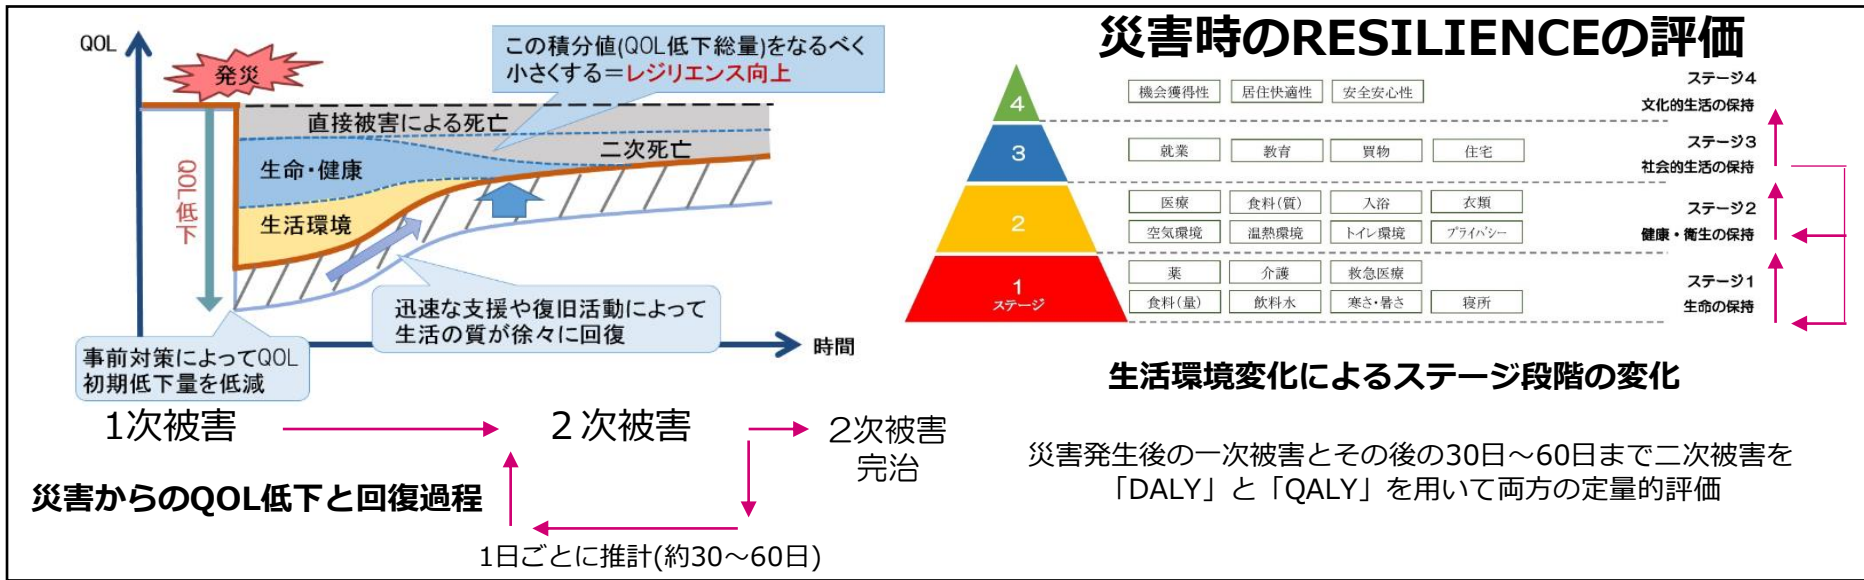 災害時のRESILIENCEの評価
QOL
発災
この積分値(QOL低下総量)をなるべく
小さくする＝レジリエンス向上
直接被害による死亡
二次死亡
生命・健康
生活環境
QOL低下
迅速な支援や復旧活動によって
生活の質が徐々に回復
時間
事前対策によってQOL
初期低下量を低減
1次被害
２次被害
2次被害
完治
災害からのQOL低下と回復過程
1日ごとに推計(約30～60日)
4
機会獲得性
居住快適性
安全安心性
ステージ4
文化的生活の保持
3
就業
教育
買物
住宅
ステージ3
社会的生活の保持
2
医療
食料(質)
入浴
衣類
空気環境
温熱環境
トイレ環境
プライバシー
ステージ2
健康・衛生の保持
1
ステージ
薬
介護
救急医療
食料(量)
飲料水
寒さ・暑さ
寝所
ステージ1
生命の保持
生活環境変化によるステージ段階の変化
災害発生後の一次被害とその後の30日～60日まで二次被害を
「DALY」と「QALY」を用いて両方の定量的評価